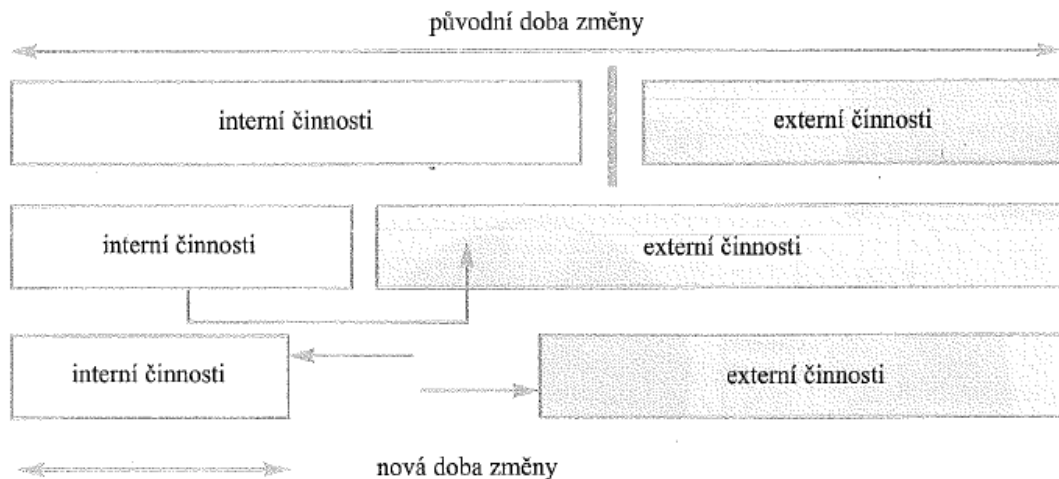 původní doba změny
interní činnosti
externí činnosti
interní činnosti
externí činnosti
interní činnosti
externí činnosti
nová doba změny